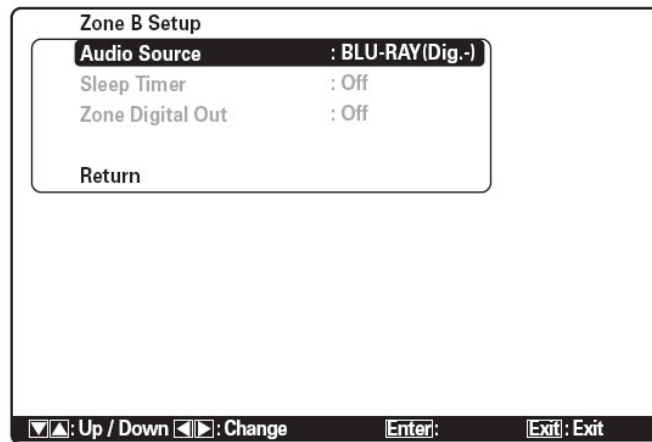 Zone B Setup
Audio Source : BLU-RAY(Dig.-)
Sleep Timer : Off
Zone Digital Out : Off
Return
▼▲: Up / Down ◀▶: Change Enter: Exit: Exit